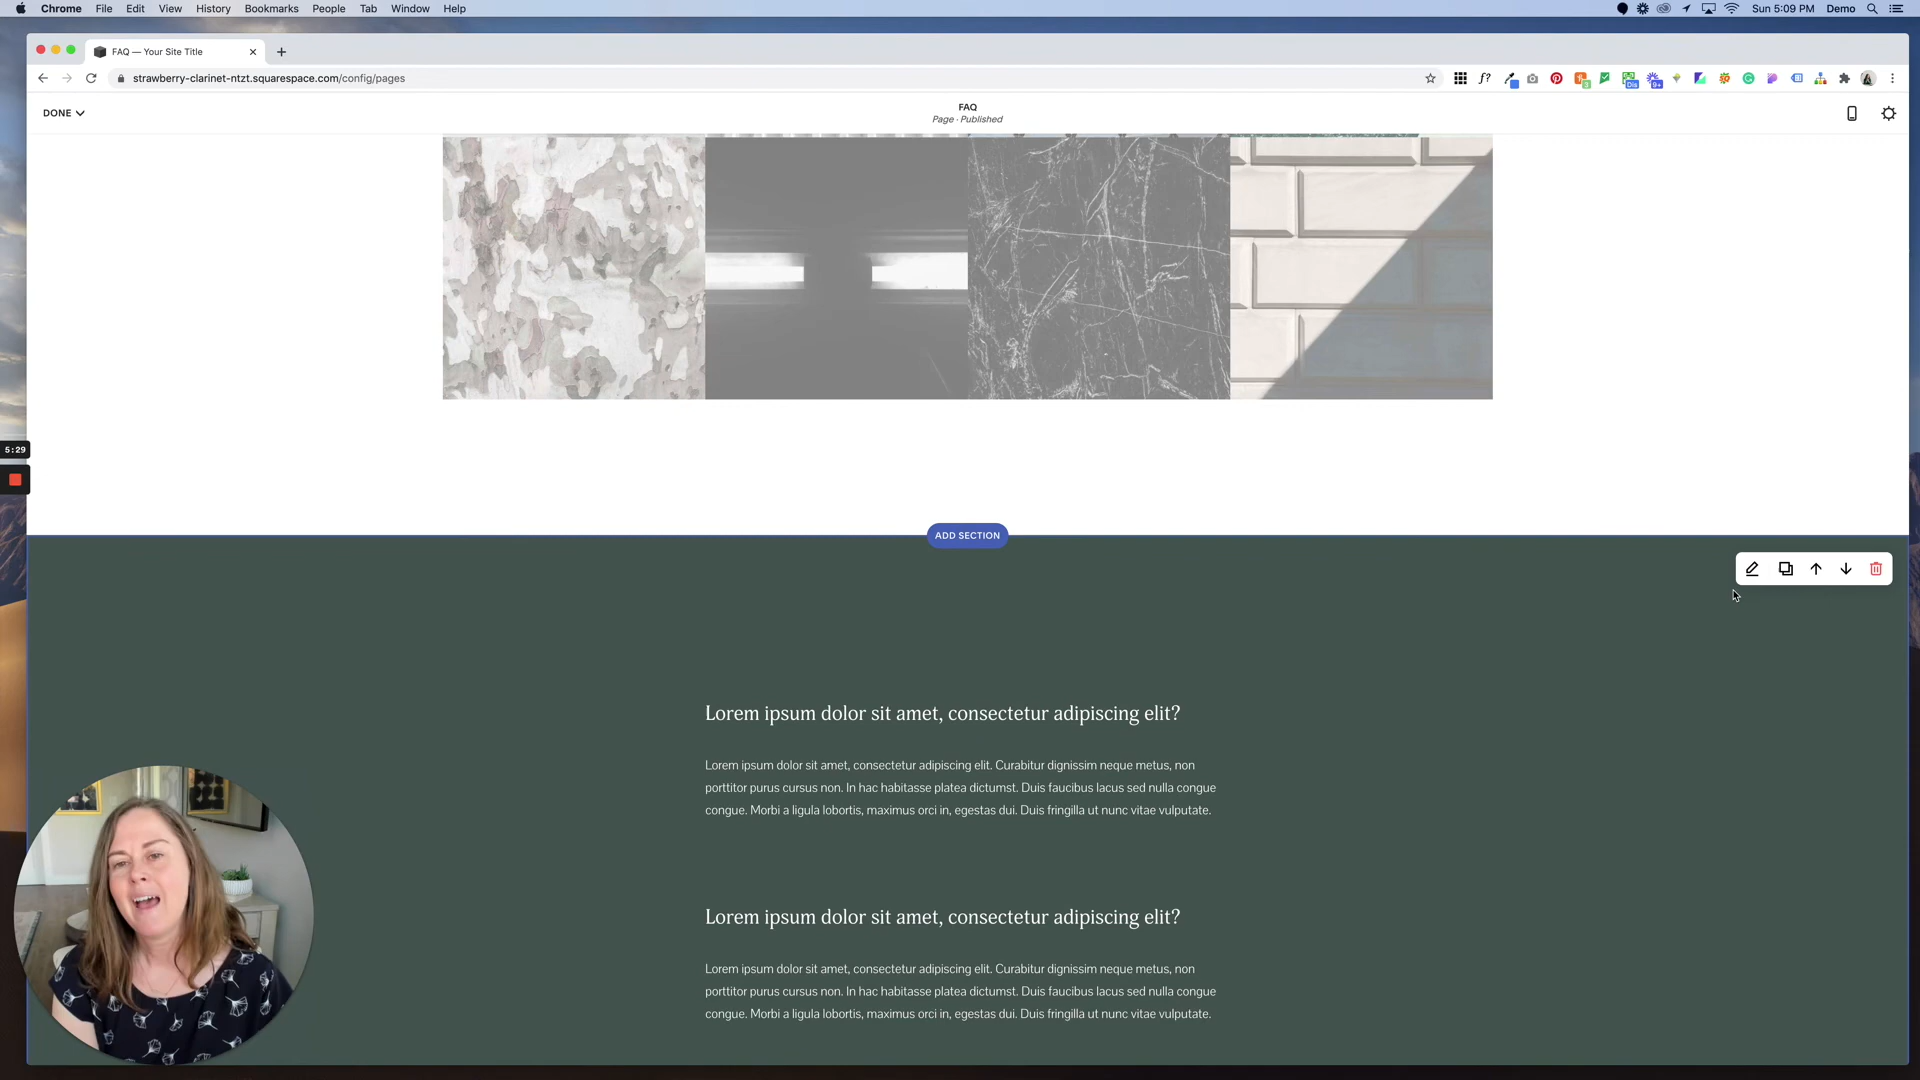 Chrome File Edit View History Bookmarks People Tab Window Help
Sun 5:09 PM Demo
FAQ — Your Site Title
strawberry-clarinet-ntzt.squarespace.com/config/pages
f?
3
Dis
9+
DONE
FAQ
Page · Published
5:29
ADD SECTION
Lorem ipsum dolor sit amet, consectetur adipiscing elit?
Lorem ipsum dolor sit amet, consectetur adipiscing elit. Curabitur dignissim neque metus, non
porttitor purus cursus non. In hac habitasse platea dictumst. Duis faucibus lacus sed nulla congue
congue. Morbi a ligula lobortis, maximus orci in, egestas dui. Duis fringilla ut nunc vitae vulputate.
Lorem ipsum dolor sit amet, consectetur adipiscing elit?
Lorem ipsum dolor sit amet, consectetur adipiscing elit. Curabitur dignissim neque metus, non
porttitor purus cursus non. In hac habitasse platea dictumst. Duis faucibus lacus sed nulla congue
congue. Morbi a ligula lobortis, maximus orci in, egestas dui. Duis fringilla ut nunc vitae vulputate.